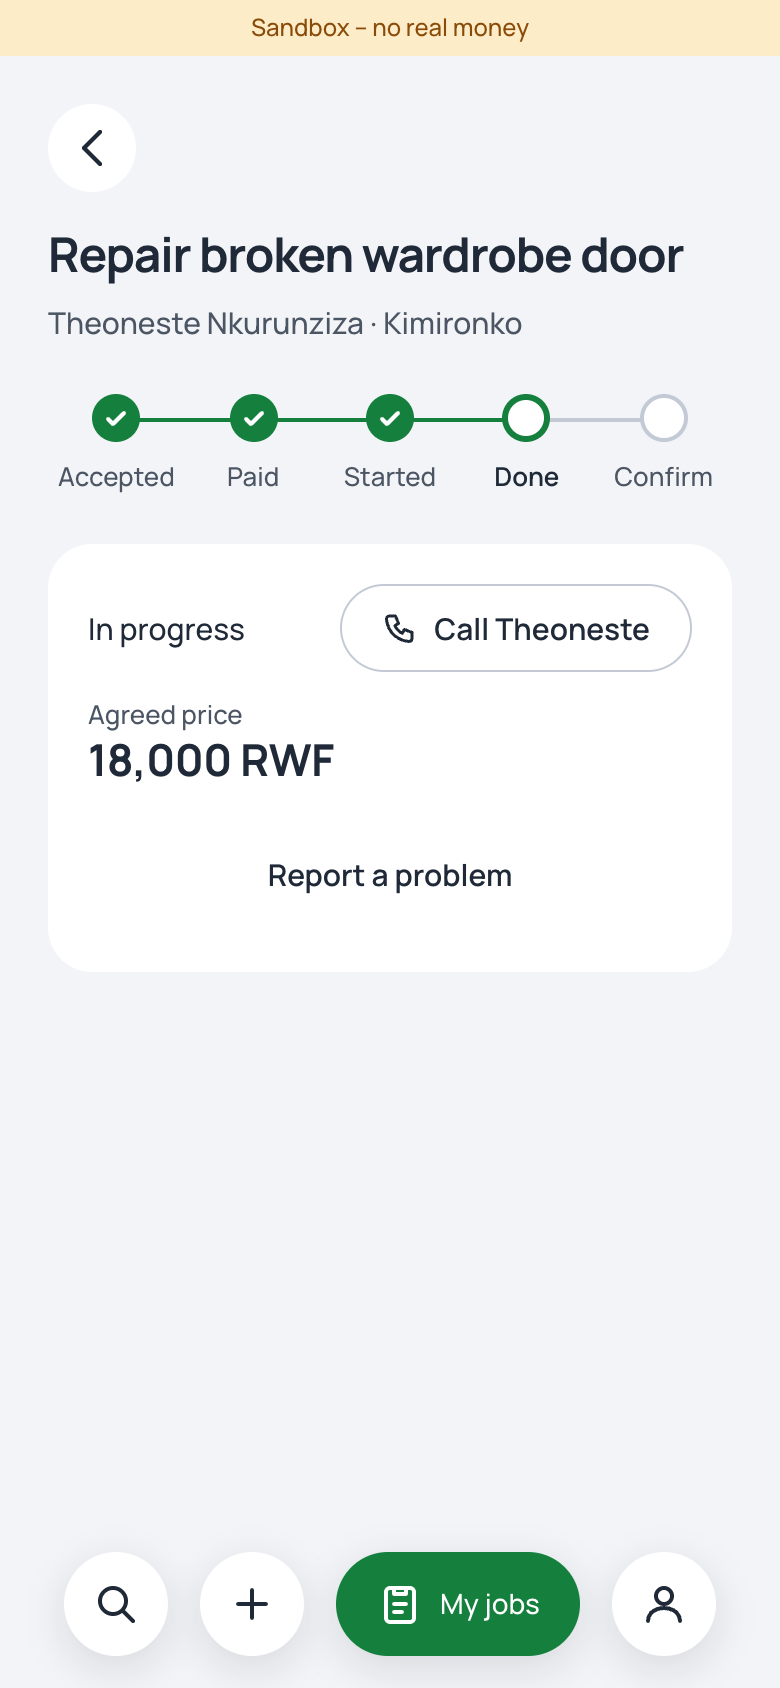 Sandbox – no real money
Repair broken wardrobe door
Theoneste Nkurunziza · Kimironko
Accepted Paid Started Done Confirm
In progress
Call Theoneste
Agreed price
18,000 RWF
Report a problem
My jobs